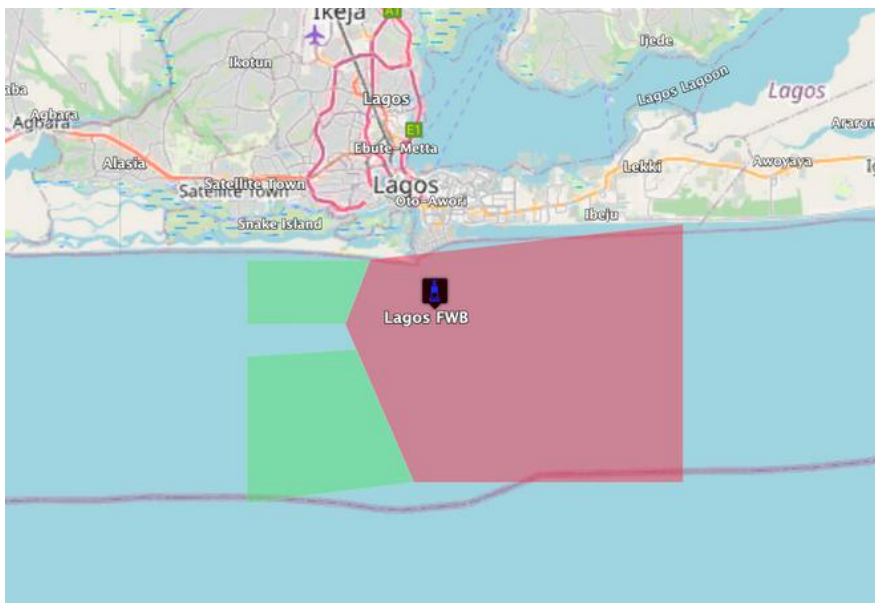 Ikeja
A1
Ijede
Ikotun
Lagos Lagoon
Lagos
Lagos
Agbara
Agbara
E1
Araron
Ebute-Metta
Alasia
Awoyaya
Lekki
Satellite Town
Satellite Town
Lagos
Oto-Awori
Ibeju
Snake Island
Lagos FWB